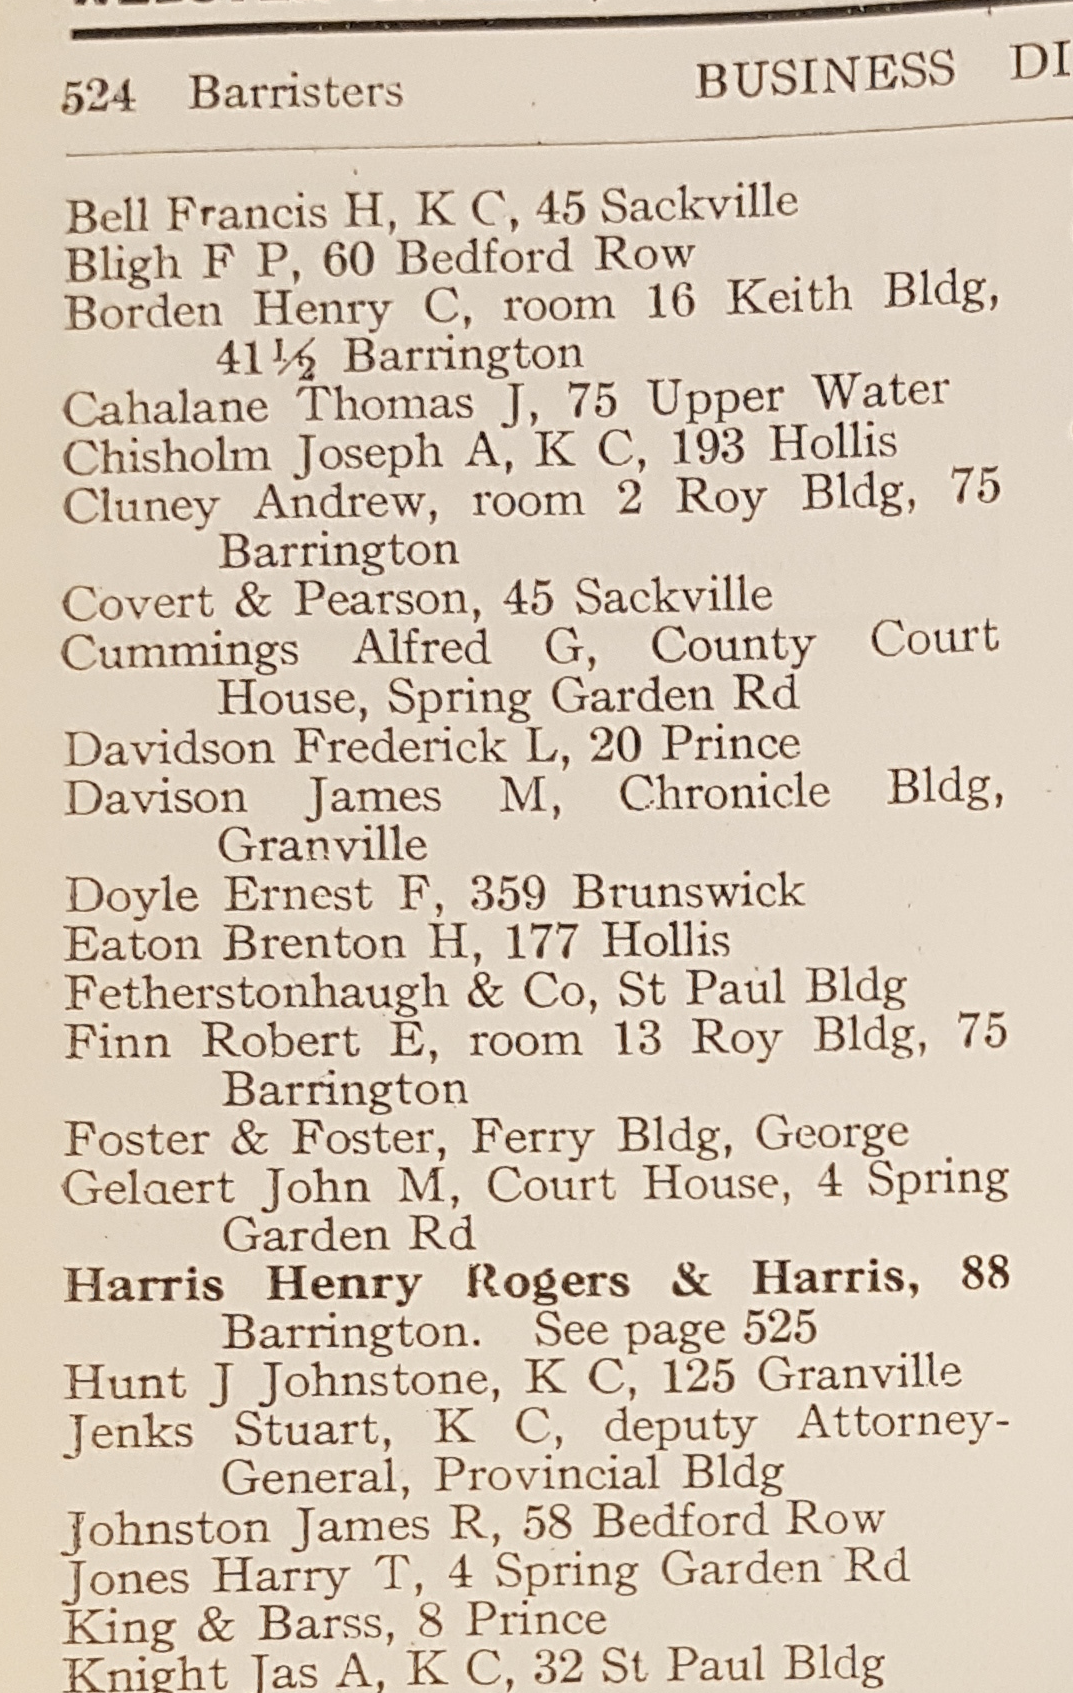 524 Barristers BUSINESS DI
Bell Francis H, K C, 45 Sackville
Bligh F P, 60 Bedford Row
Borden Henry C, room 16 Keith Bldg,
41½ Barrington
Cahalane Thomas J, 75 Upper Water
Chisholm Joseph A, K C, 193 Hollis
Cluney Andrew, room 2 Roy Bldg, 75
Barrington
Covert & Pearson, 45 Sackville
Cummings Alfred G, County Court
House, Spring Garden Rd
Davidson Frederick L, 20 Prince
Davison James M, Chronicle Bldg,
Granville
Doyle Ernest F, 359 Brunswick
Eaton Brenton H, 177 Hollis
Fetherstonhaugh & Co, St Paul Bldg
Finn Robert E, room 13 Roy Bldg, 75
Barrington
Foster & Foster, Ferry Bldg, George
Gelaert John M, Court House, 4 Spring
Garden Rd
Harris Henry Rogers & Harris, 88
Barrington. See page 525
Hunt J Johnstone, K C, 125 Granville
Jenks Stuart, K C, deputy Attorney-
General, Provincial Bldg
Johnston James R, 58 Bedford Row
Jones Harry T, 4 Spring Garden Rd
King & Barss, 8 Prince
Knight Jas A, K C, 32 St Paul Bldg